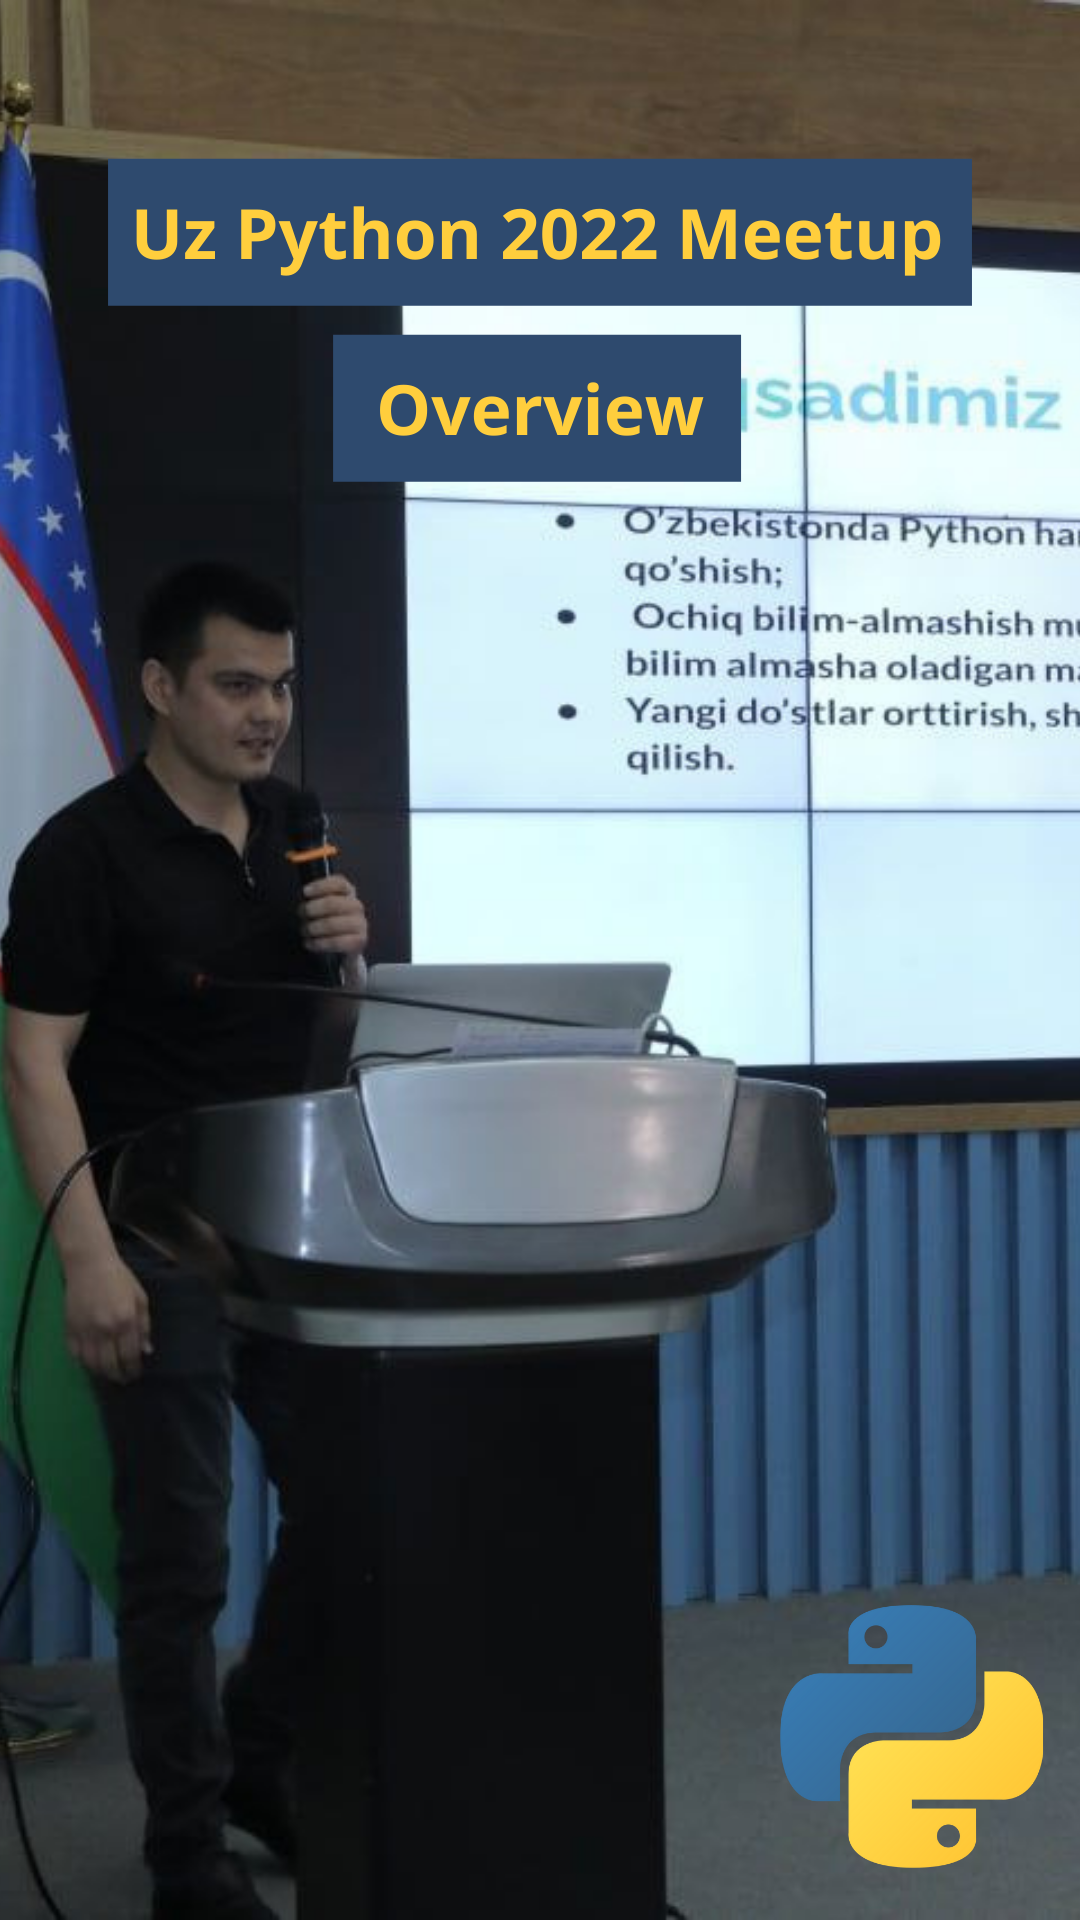 Uz Python 2022 Meetup
Overview
qsadimiz
O'zbekistonda Python
qo'shish;
Ochiq bilim-almashish
bilim almasha oladigan
Yangi do'stlar orttirish,
qilish.